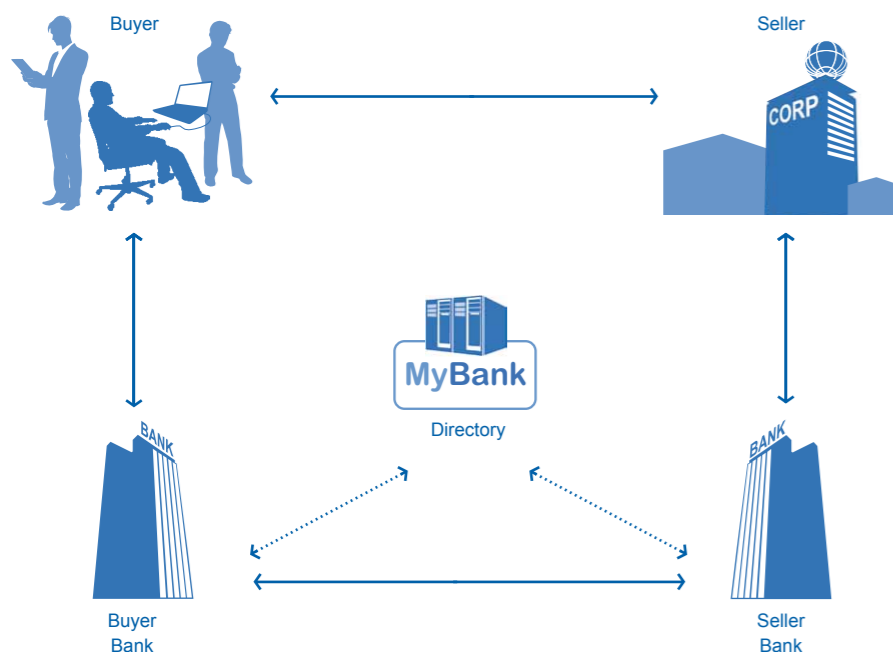 Buyer
Seller
CORP
MyBank
Directory
BANK
BANK
Buyer
Bank
Seller
Bank